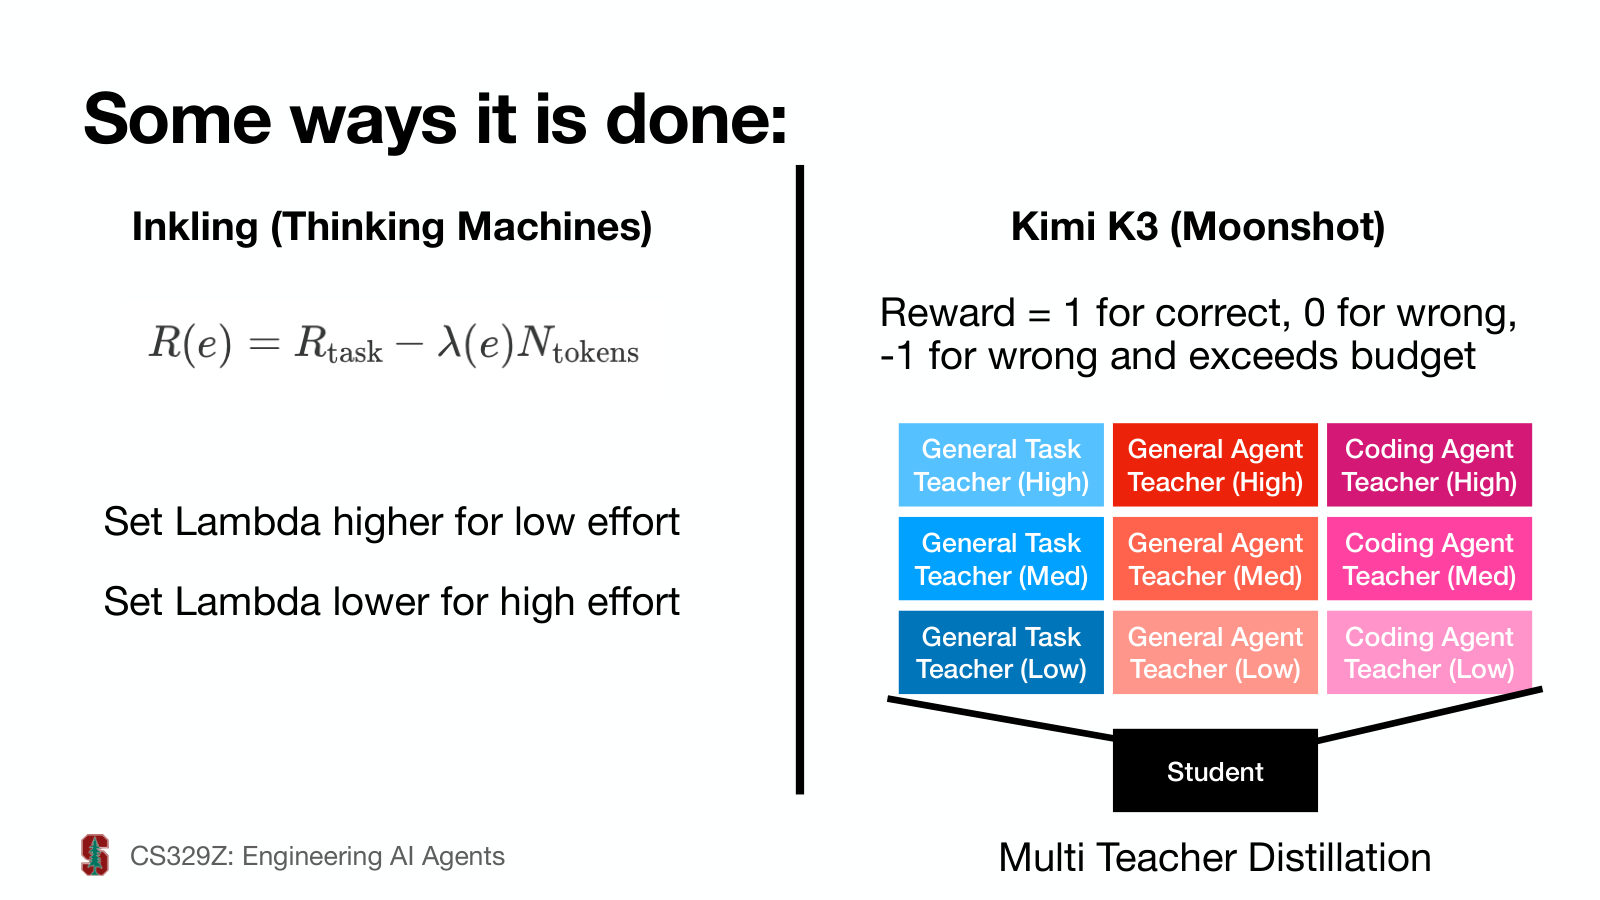 Some ways it is done:
Inkling (Thinking Machines)
R(e) = R_task − λ(e)N_tokens
Set Lambda higher for low effort
Set Lambda lower for high effort
Kimi K3 (Moonshot)
Reward = 1 for correct, 0 for wrong,
-1 for wrong and exceeds budget
General Task
Teacher (High)
General Agent
Teacher (High)
Coding Agent
Teacher (High)
General Task
Teacher (Med)
General Agent
Teacher (Med)
Coding Agent
Teacher (Med)
General Task
Teacher (Low)
General Agent
Teacher (Low)
Coding Agent
Teacher (Low)
Student
Multi Teacher Distillation
CS329Z: Engineering AI Agents